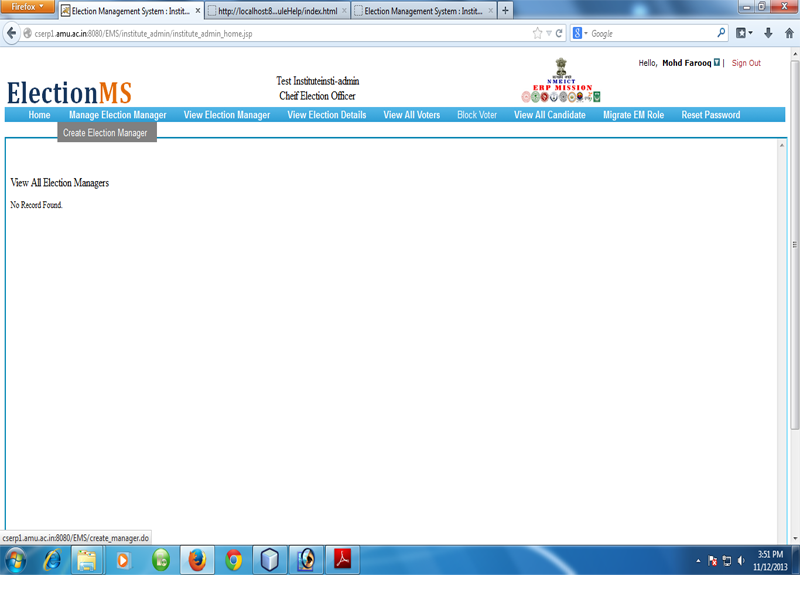 Firefox
Election Management System : Instit...
http://localhost:8...uleHelp/index.html
Election Management System : Instit...
cserp1.amu.ac.in:8080/EMS/institute_admin/institute_admin_home.jsp
Google
ElectionMS
Test Instituteinsti-admin
Cheif Election Officer
NMEICT
ERP MISSION
Hello, Mohd Farooq | Sign Out
Home Manage Election Manager View Election Manager View Election Details View All Voters Block Voter View All Candidate Migrate EM Role Reset Password
Create Election Manager
View All Election Managers
No Record Found.
cserp1.amu.ac.in:8080/EMS/create_manager.do
3:51 PM
11/12/2013